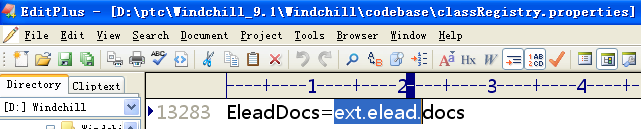 EditPlus - [D:\ptc\Windchill_9.1\Windchill\codebase\classRegistry.properties]
File Edit View Search Document Project Tools Browser Window Help
Directory Cliptext
----+----1----+----2----+----3----+----4----
[D:] Windchill
13283 EleadDocs=ext.elead.docs